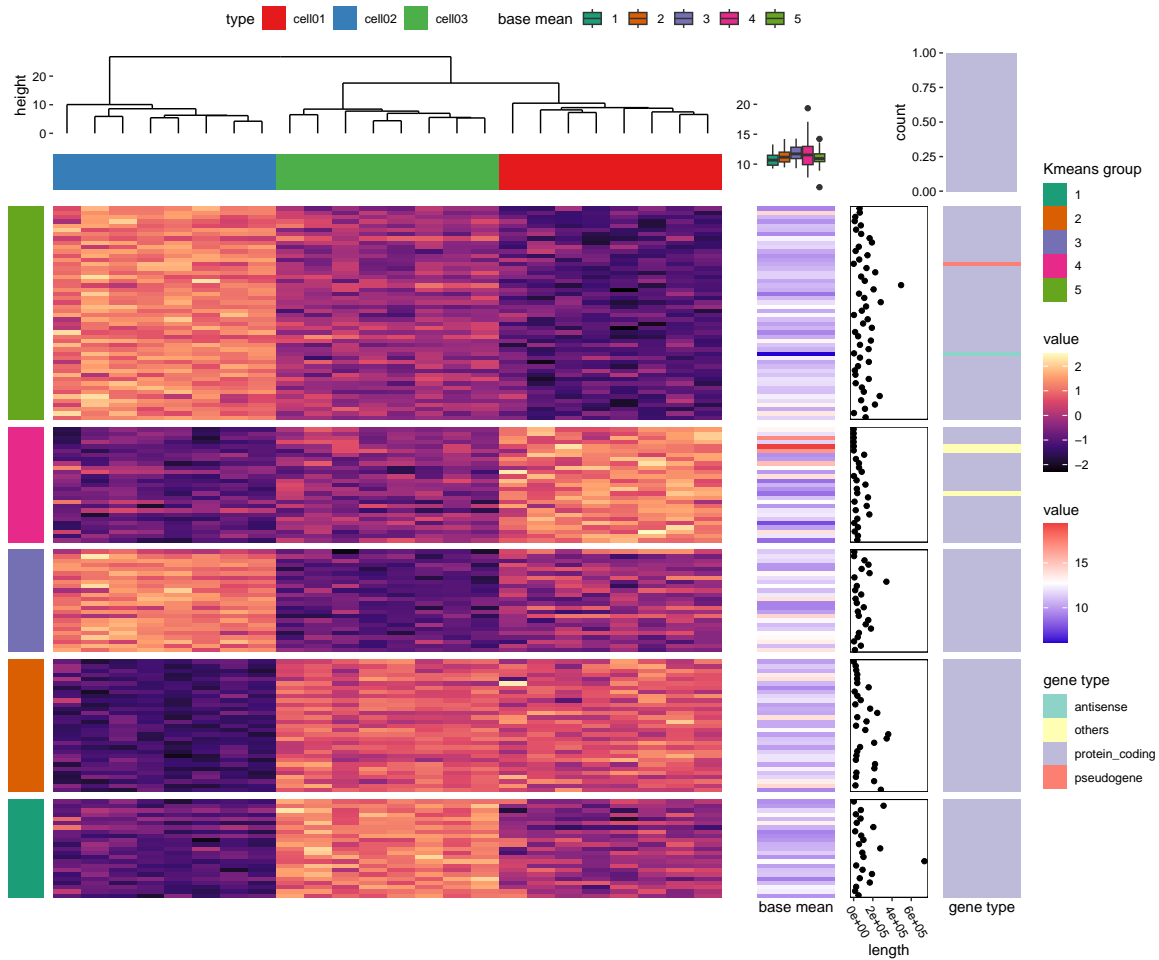 type cell01 cell02 cell03 base mean 1 2 3 4 5
height
20
10
0
20
15
10
count
1.00
0.75
0.50
0.25
0.00
Kmeans group
1
2
3
4
5
value
2
1
0
−1
−2
value
15
10
gene type
antisense
others
protein_coding
pseudogene
base mean
0e+00
2e+05
4e+05
6e+05
length
gene type